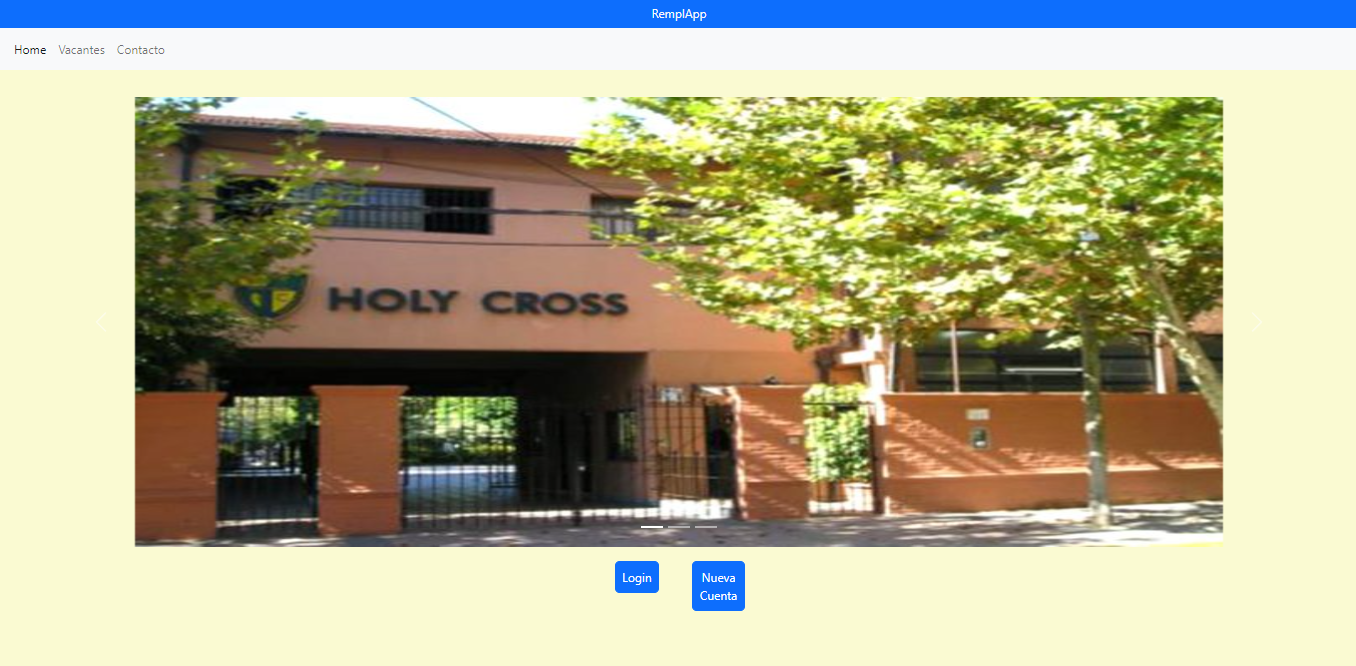 RemplApp
Home Vacantes Contacto
HOLY CROSS
Login
Nueva
Cuenta